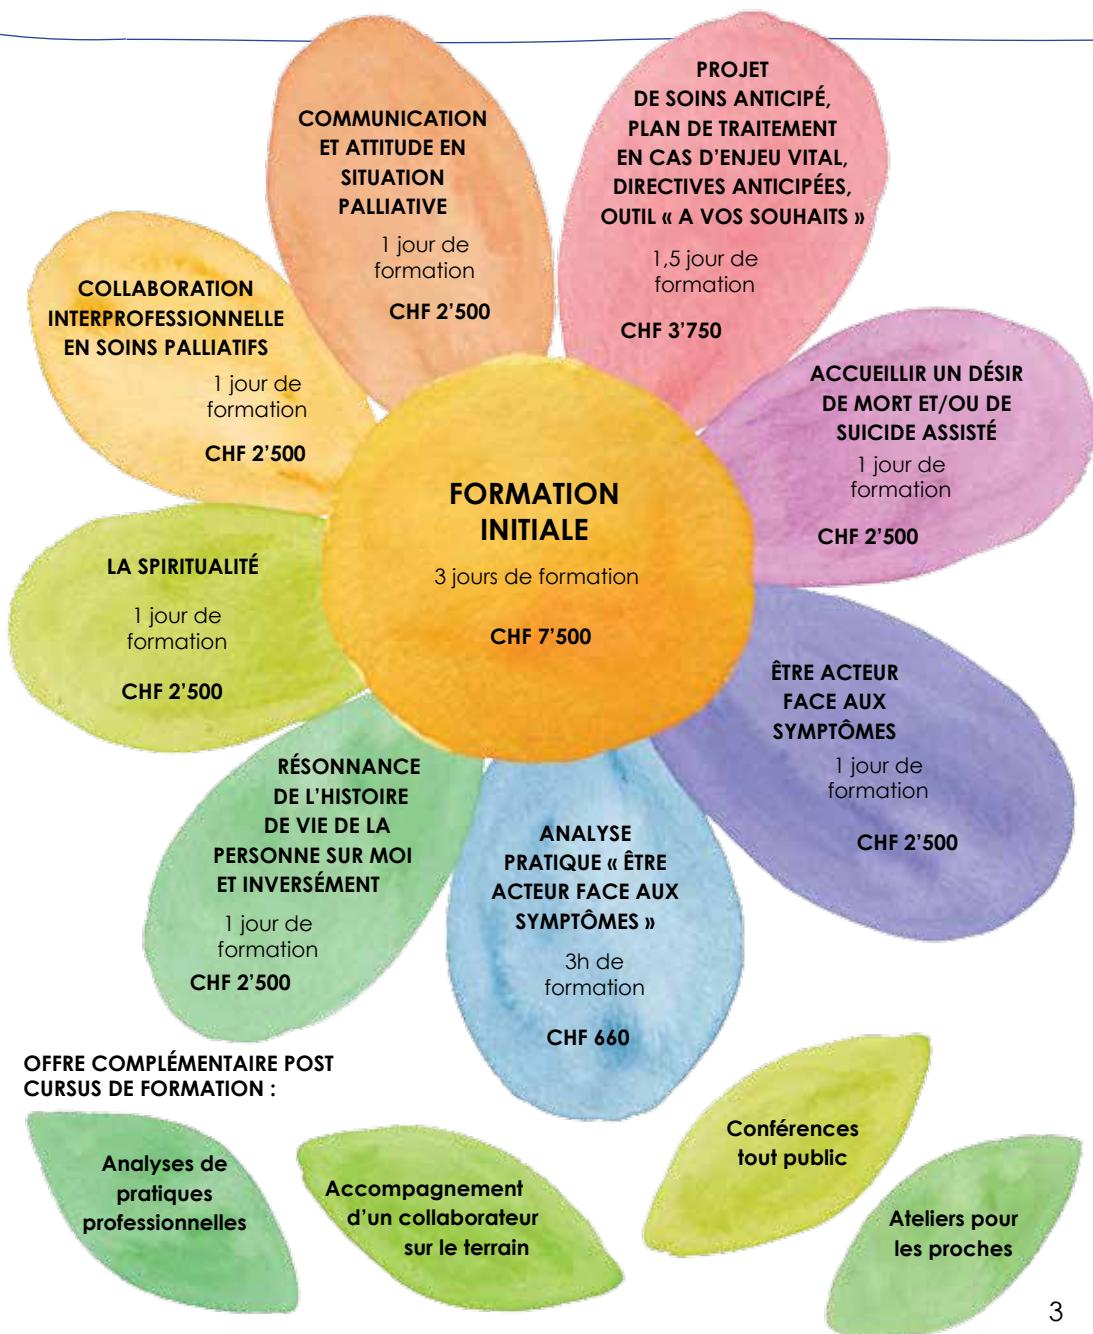 COMMUNICATION
ET ATTITUDE EN
SITUATION
PALLIATIVE
1 jour de
formation
CHF 2’500
PROJET
DE SOINS ANTICIPÉ,
PLAN DE TRAITEMENT
EN CAS D’ENJEU VITAL,
DIRECTIVES ANTICIPÉES,
OUTIL « A VOS SOUHAITS »
1,5 jour de
formation
CHF 3’750
COLLABORATION
INTERPROFESSIONNELLE
EN SOINS PALLIATIFS
1 jour de
formation
CHF 2’500
ACCUEILLIR UN DÉSIR
DE MORT ET/OU DE
SUICIDE ASSISTÉ
1 jour de
formation
CHF 2’500
FORMATION
INITIALE
3 jours de formation
CHF 7’500
LA SPIRITUALITÉ
1 jour de
formation
CHF 2’500
ÊTRE ACTEUR
FACE AUX
SYMPTÔMES
1 jour de
formation
CHF 2’500
RÉSONNANCE
DE L’HISTOIRE
DE VIE DE LA
PERSONNE SUR MOI
ET INVERSÉMENT
1 jour de
formation
CHF 2’500
ANALYSE
PRATIQUE « ÊTRE
ACTEUR FACE AUX
SYMPTÔMES »
3h de
formation
CHF 660
OFFRE COMPLÉMENTAIRE POST
CURSUS DE FORMATION :
Analyses de
pratiques
professionnelles
Accompagnement
d’un collaborateur
sur le terrain
Conférences
tout public
Ateliers pour
les proches
3